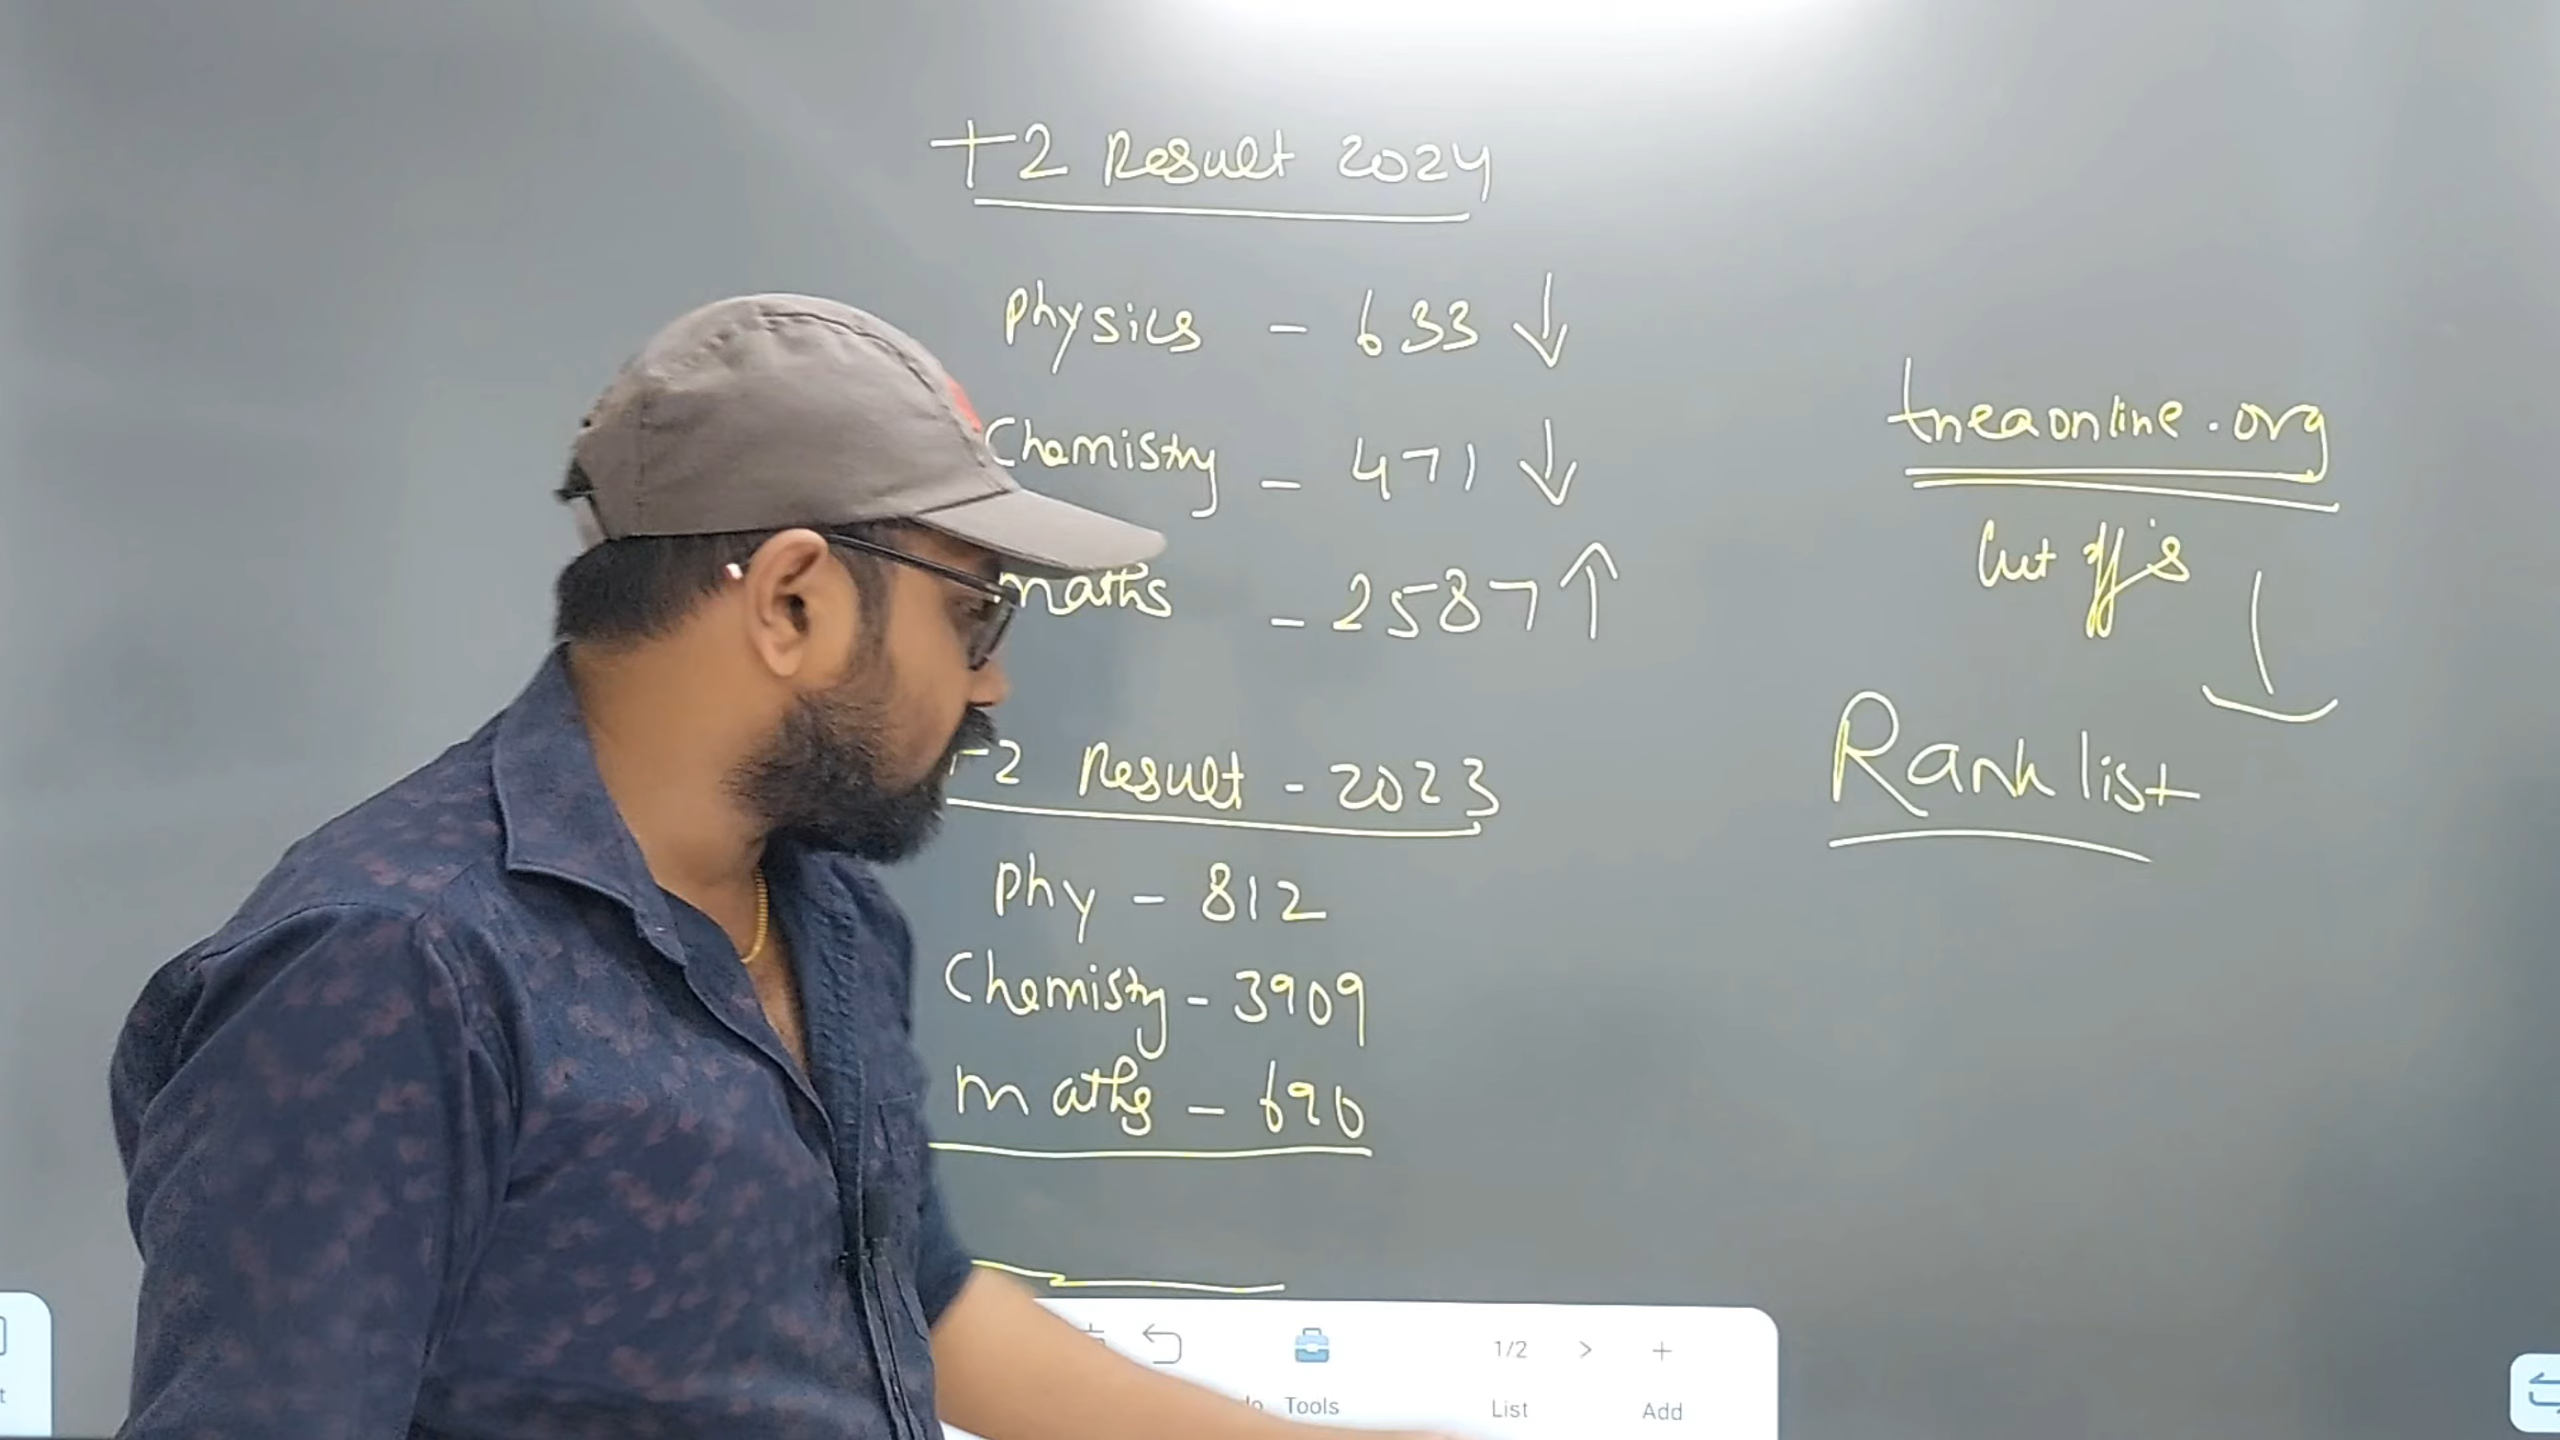 +2 Result 2024
Physics - 633 ↓
Chemistry - 471 ↓
maths - 2587 ↑
+2 Result - 2023
Phy - 812
Chemistry - 3909
maths - 690
tneaonline.org
Cut off's
↓
Rank list
Tools
1/2 > +
List
Add